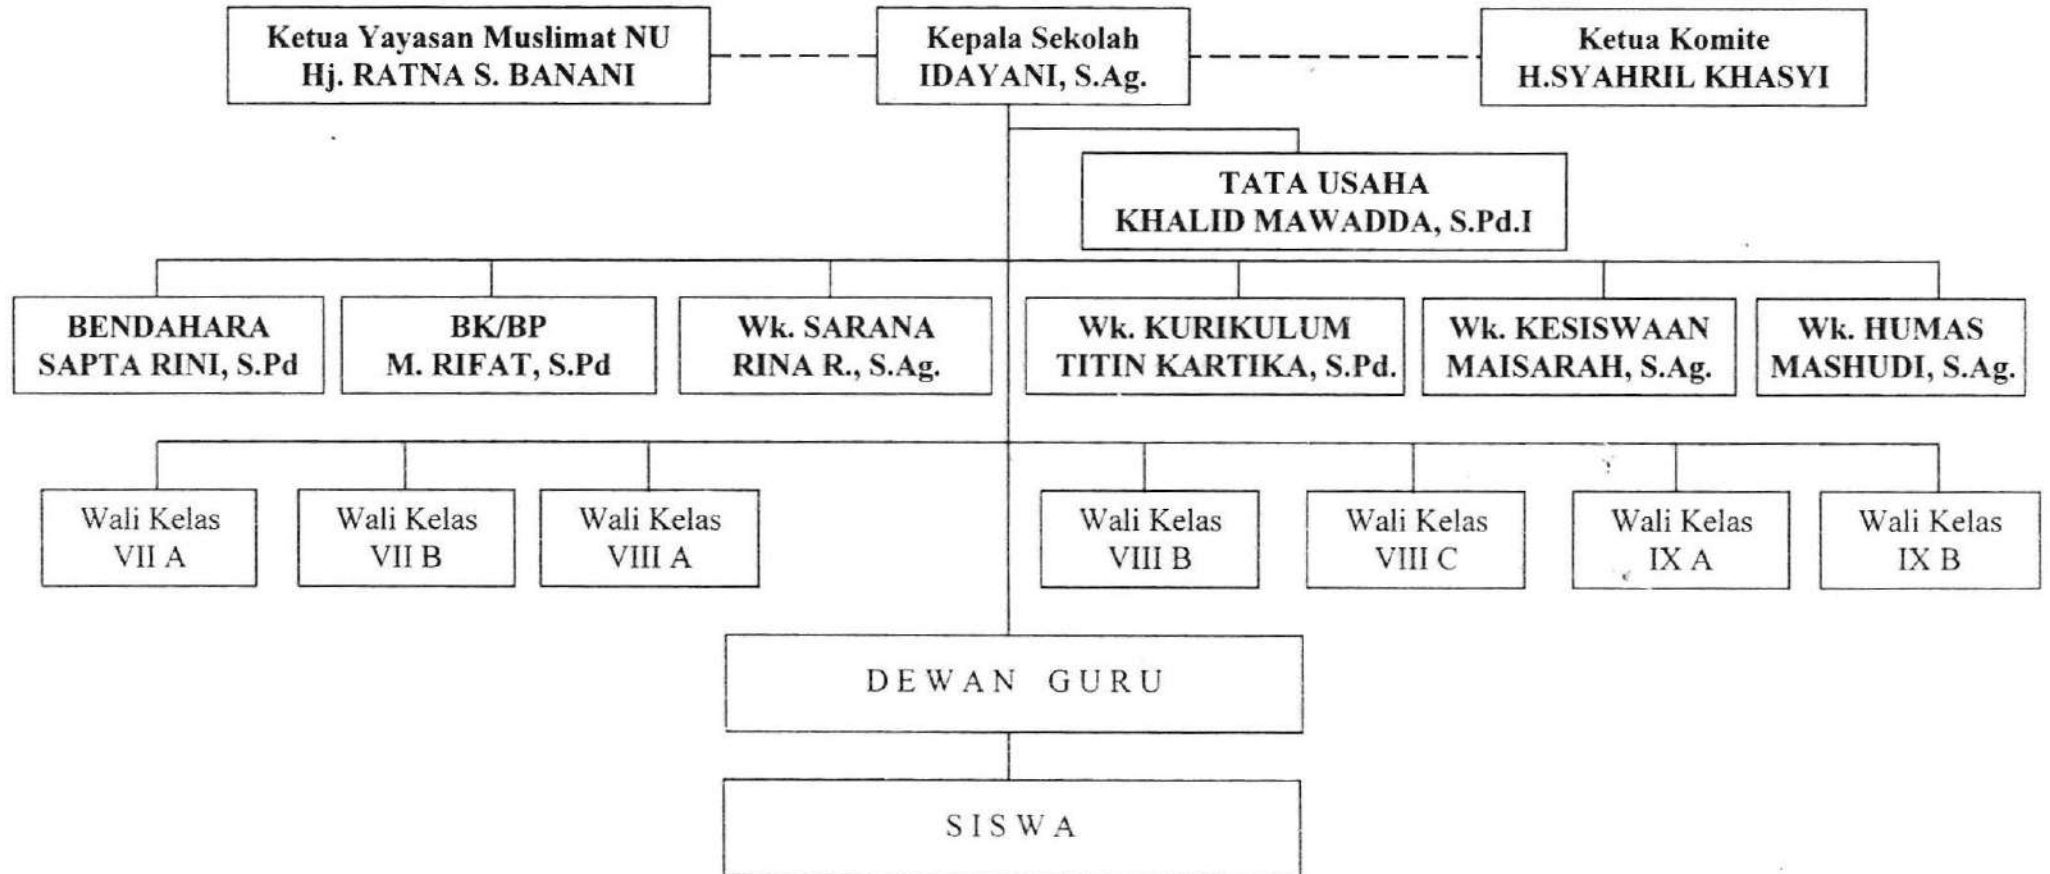 Ketua Yayasan Muslimat NU
Hj. RATNA S. BANANI
Kepala Sekolah
IDAYANI, S.Ag.
Ketua Komite
H.SYAHRIL KHASYI
TATA USAHA
KHALID MAWADDA, S.Pd.I
BENDAHARA
SAPTA RINI, S.Pd
BK/BP
M. RIFAT, S.Pd
Wk. SARANA
RINA R., S.Ag.
Wk. KURIKULUM
TITIN KARTIKA, S.Pd.
Wk. KESISWAAN
MAISARAH, S.Ag.
Wk. HUMAS
MASHUDI, S.Ag.
Wali Kelas
VII A
Wali Kelas
VII B
Wali Kelas
VIII A
Wali Kelas
VIII B
Wali Kelas
VIII C
Wali Kelas
IX A
Wali Kelas
IX B
DEWAN GURU
SISWA